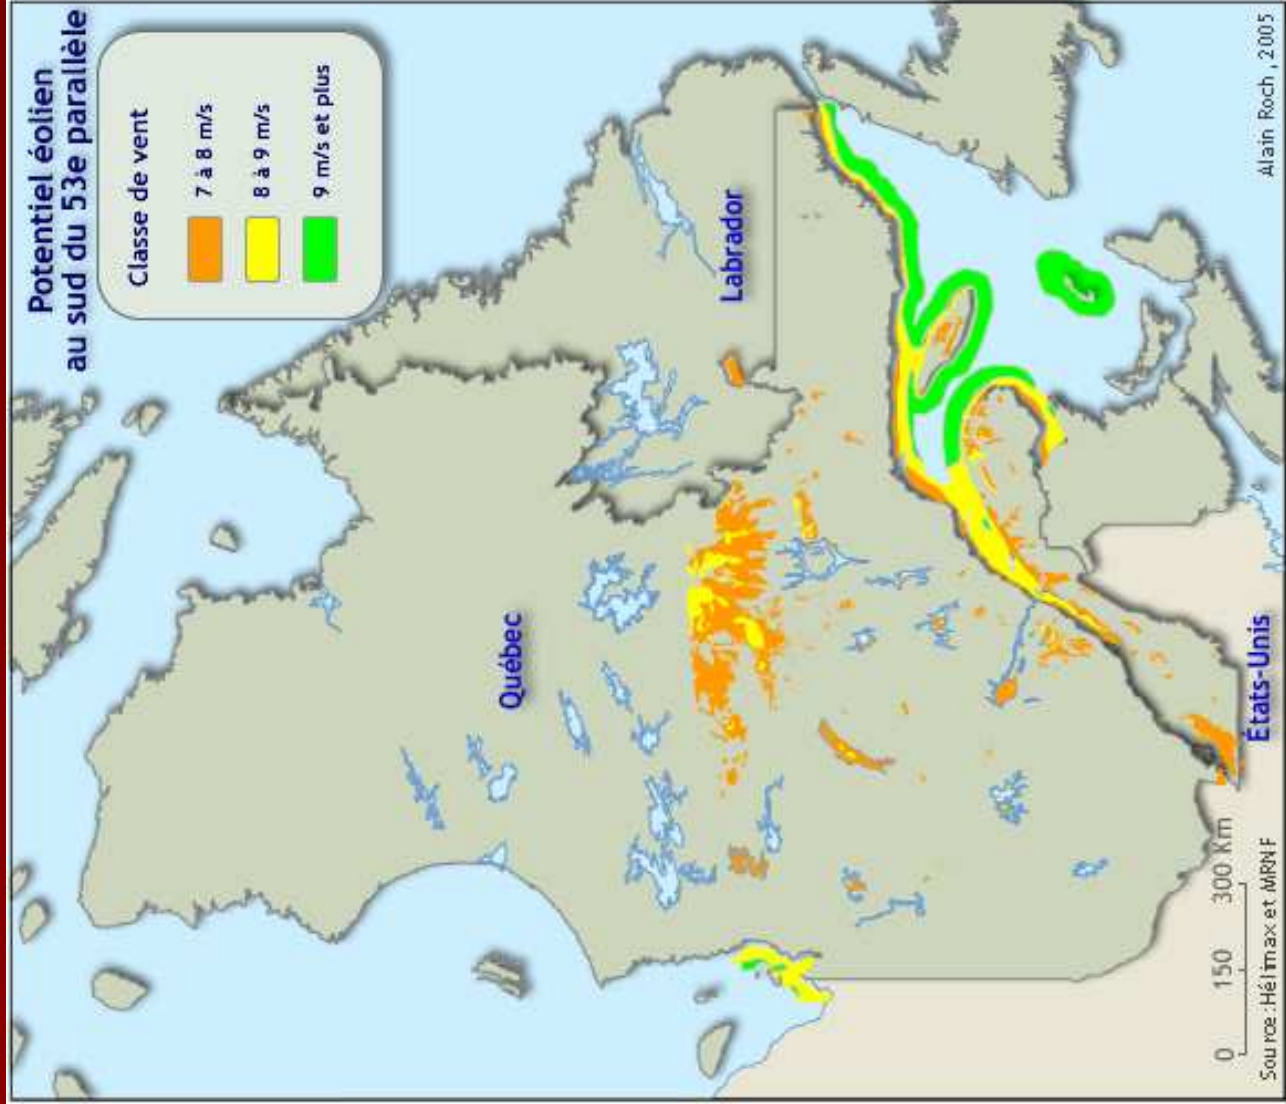 Potentiel éolien
au sud du 53e parallèle
Classe de vent
7 à 8 m/s
8 à 9 m/s
9 m/s et plus
Labrador
Québec
États-Unis
0 150 300 Km
Source :Hélimax et MRNF
Alain Roch , 2005